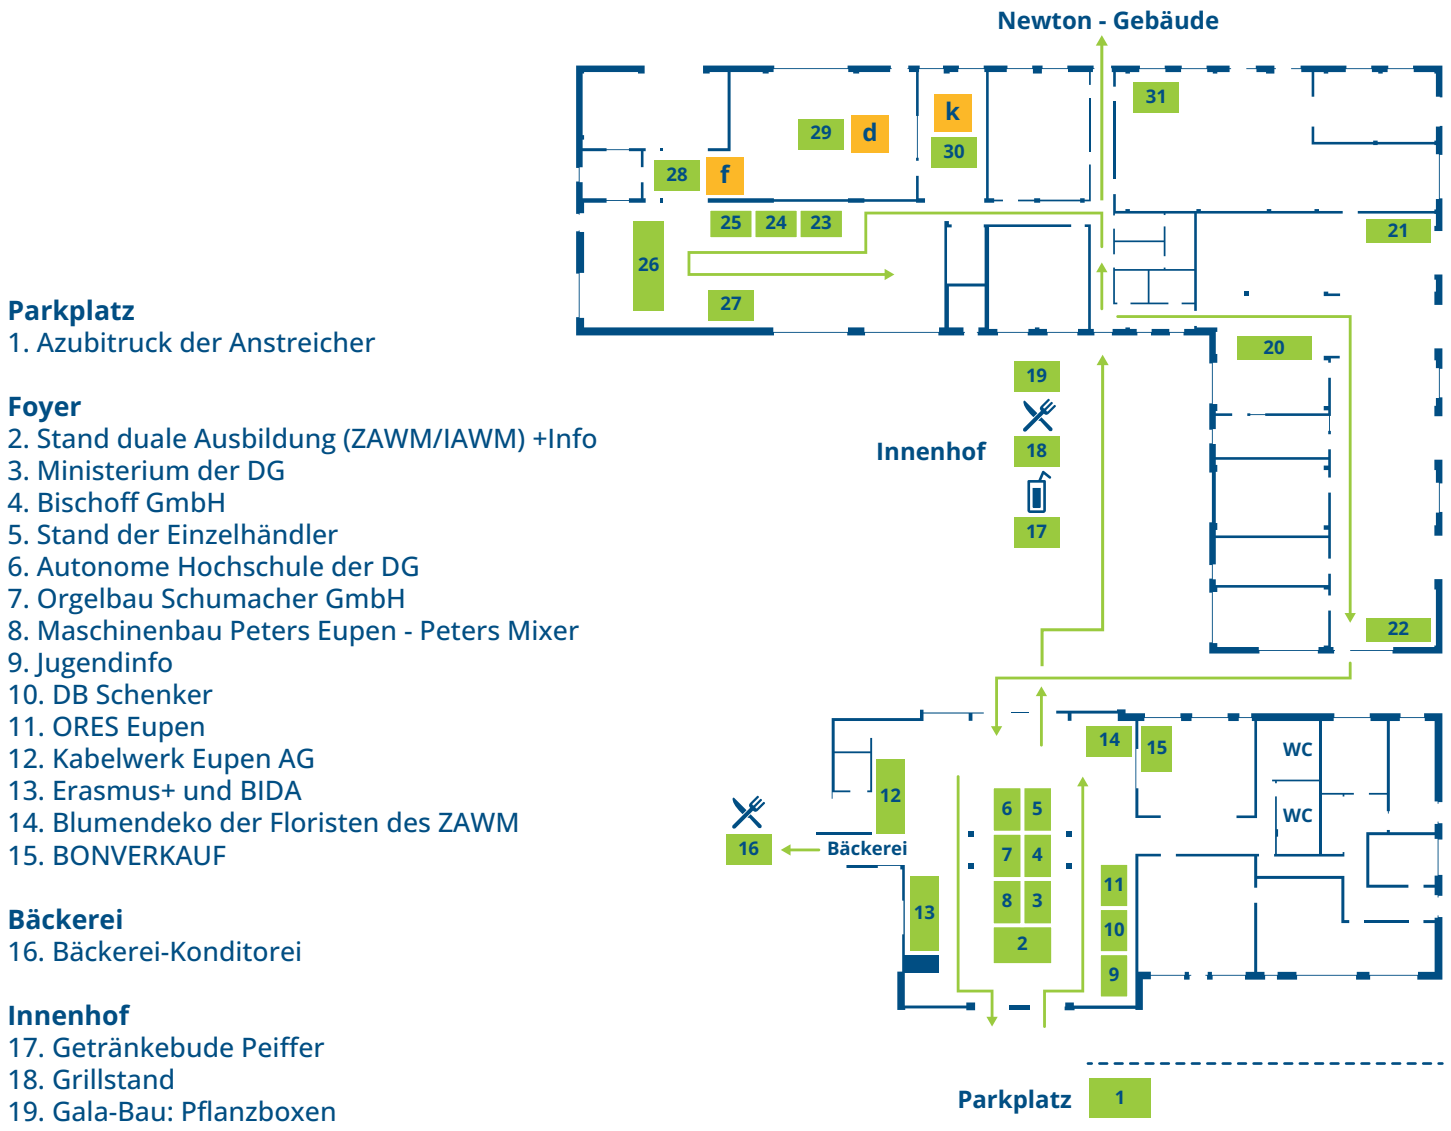 Newton - Gebäude
31
k
29
d
30
28
f
25
24
23
21
26
27
20
19
Innenhof
18
17
22
14
15
WC
12
6
5
WC
16
Bäckerei
7
4
11
8
3
13
10
2
9
Parkplatz
1
Parkplatz
1. Azubitruck der Anstreicher
Foyer
2. Stand duale Ausbildung (ZAWM/IAWM) +Info
3. Ministerium der DG
4. Bischoff GmbH
5. Stand der Einzelhändler
6. Autonome Hochschule der DG
7. Orgelbau Schumacher GmbH
8. Maschinenbau Peters Eupen - Peters Mixer
9. Jugendinfo
10. DB Schenker
11. ORES Eupen
12. Kabelwerk Eupen AG
13. Erasmus+ und BIDA
14. Blumendeko der Floristen des ZAWM
15. BONVERKAUF
Bäckerei
16. Bäckerei-Konditorei
Innenhof
17. Getränkebude Peiffer
18. Grillstand
19. Gala-Bau: Pflanzboxen